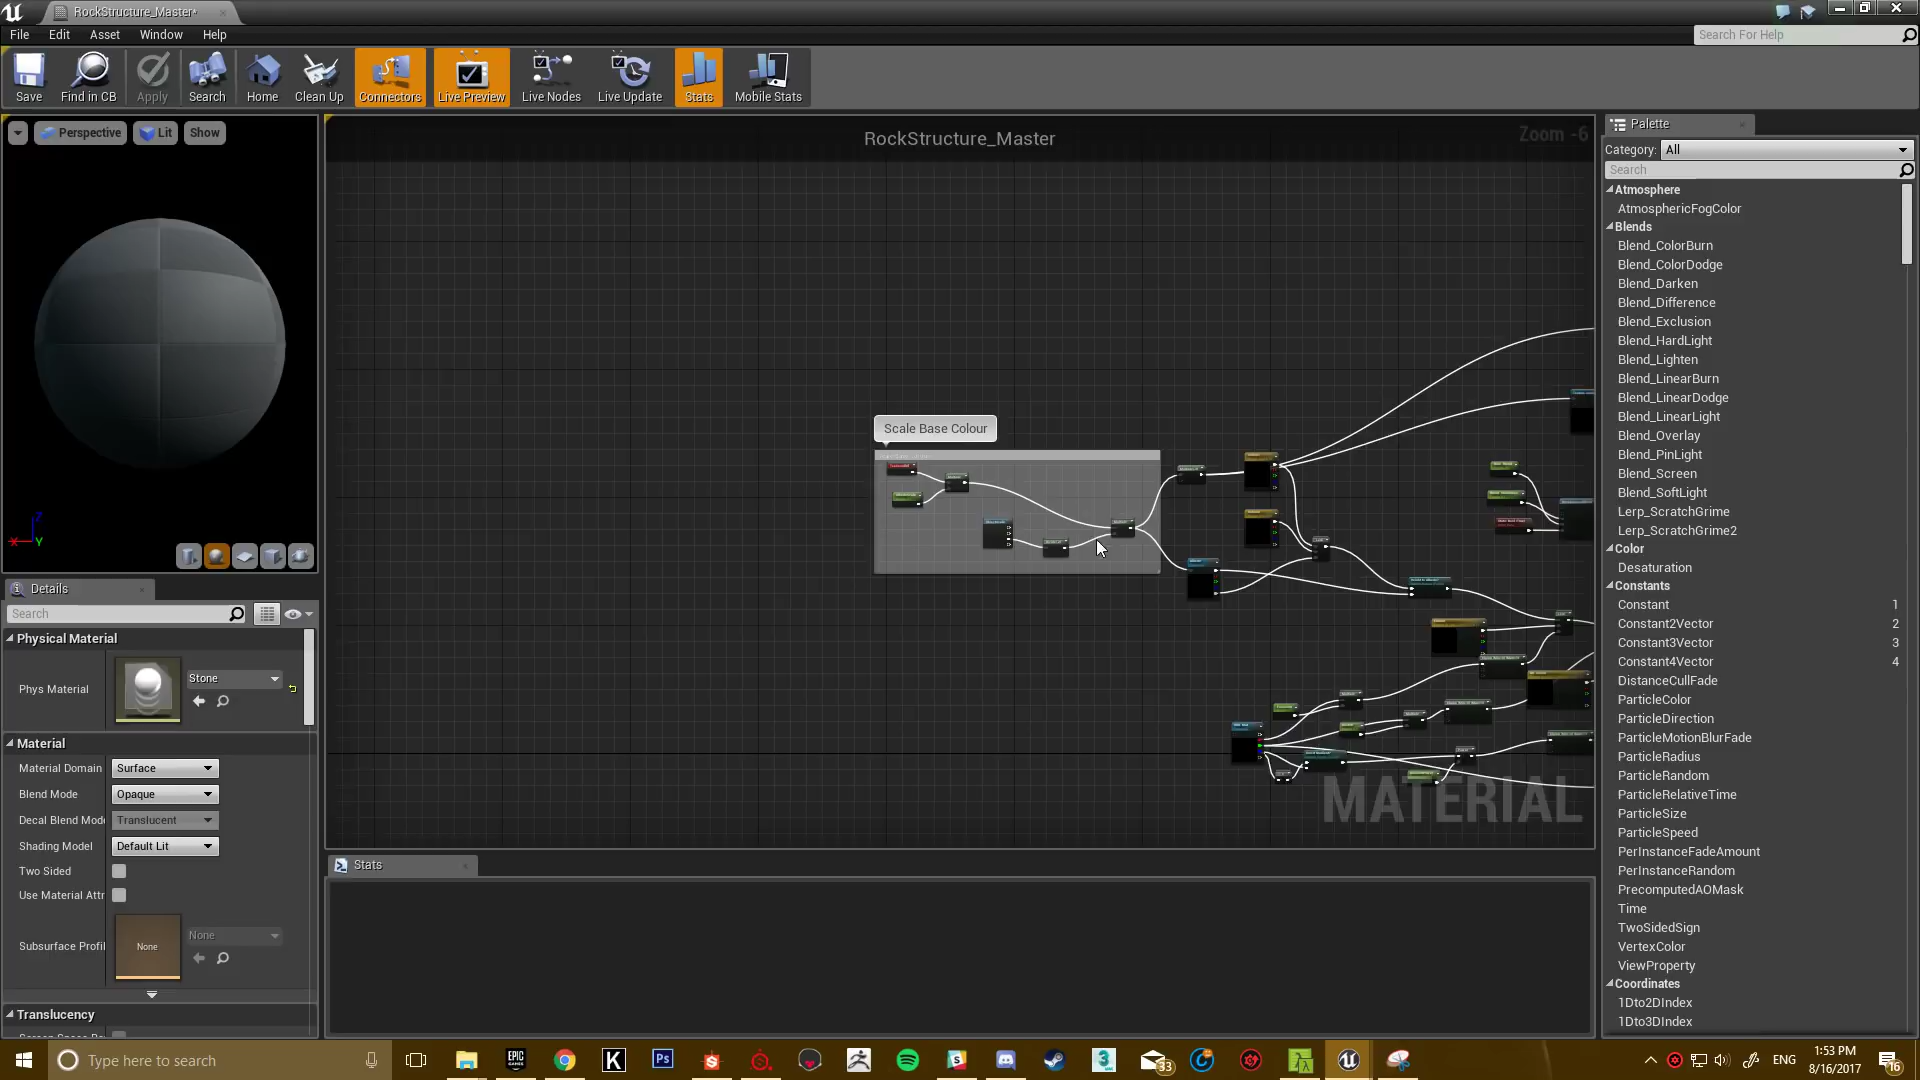 RockStructure_Master*
File Edit Asset Window Help
Search For Help
Save Find in CB Apply Search Home Clean Up Connectors Live Preview Live Nodes Live Update Stats Mobile Stats
Perspective Lit Show
RockStructure_Master
Zoom -6
Scale Base Colour
MATERIAL
X Y Z
Details
Search
Physical Material
Phys Material
Stone
Material
Material Domain Surface
Blend Mode Opaque
Decal Blend Mod Translucent
Shading Model Default Lit
Two Sided
Use Material Attr
Subsurface Profil
None
None
Translucency
Stats
Palette
Category: All
Search
Atmosphere
AtmosphericFogColor
Blends
Blend_ColorBurn
Blend_ColorDodge
Blend_Darken
Blend_Difference
Blend_Exclusion
Blend_HardLight
Blend_Lighten
Blend_LinearBurn
Blend_LinearDodge
Blend_LinearLight
Blend_Overlay
Blend_PinLight
Blend_Screen
Blend_SoftLight
Lerp_ScratchGrime
Lerp_ScratchGrime2
Color
Desaturation
Constants
Constant 1
Constant2Vector 2
Constant3Vector 3
Constant4Vector 4
DistanceCullFade
ParticleColor
ParticleDirection
ParticleMotionBlurFade
ParticleRadius
ParticleRandom
ParticleRelativeTime
ParticleSize
ParticleSpeed
PerInstanceFadeAmount
PerInstanceRandom
PrecomputedAOMask
Time
TwoSidedSign
VertexColor
ViewProperty
Coordinates
1Dto2DIndex
1Dto3DIndex
Type here to search
EPIC GAMES
K
Ps
33
ENG
1:53 PM
8/16/2017
16